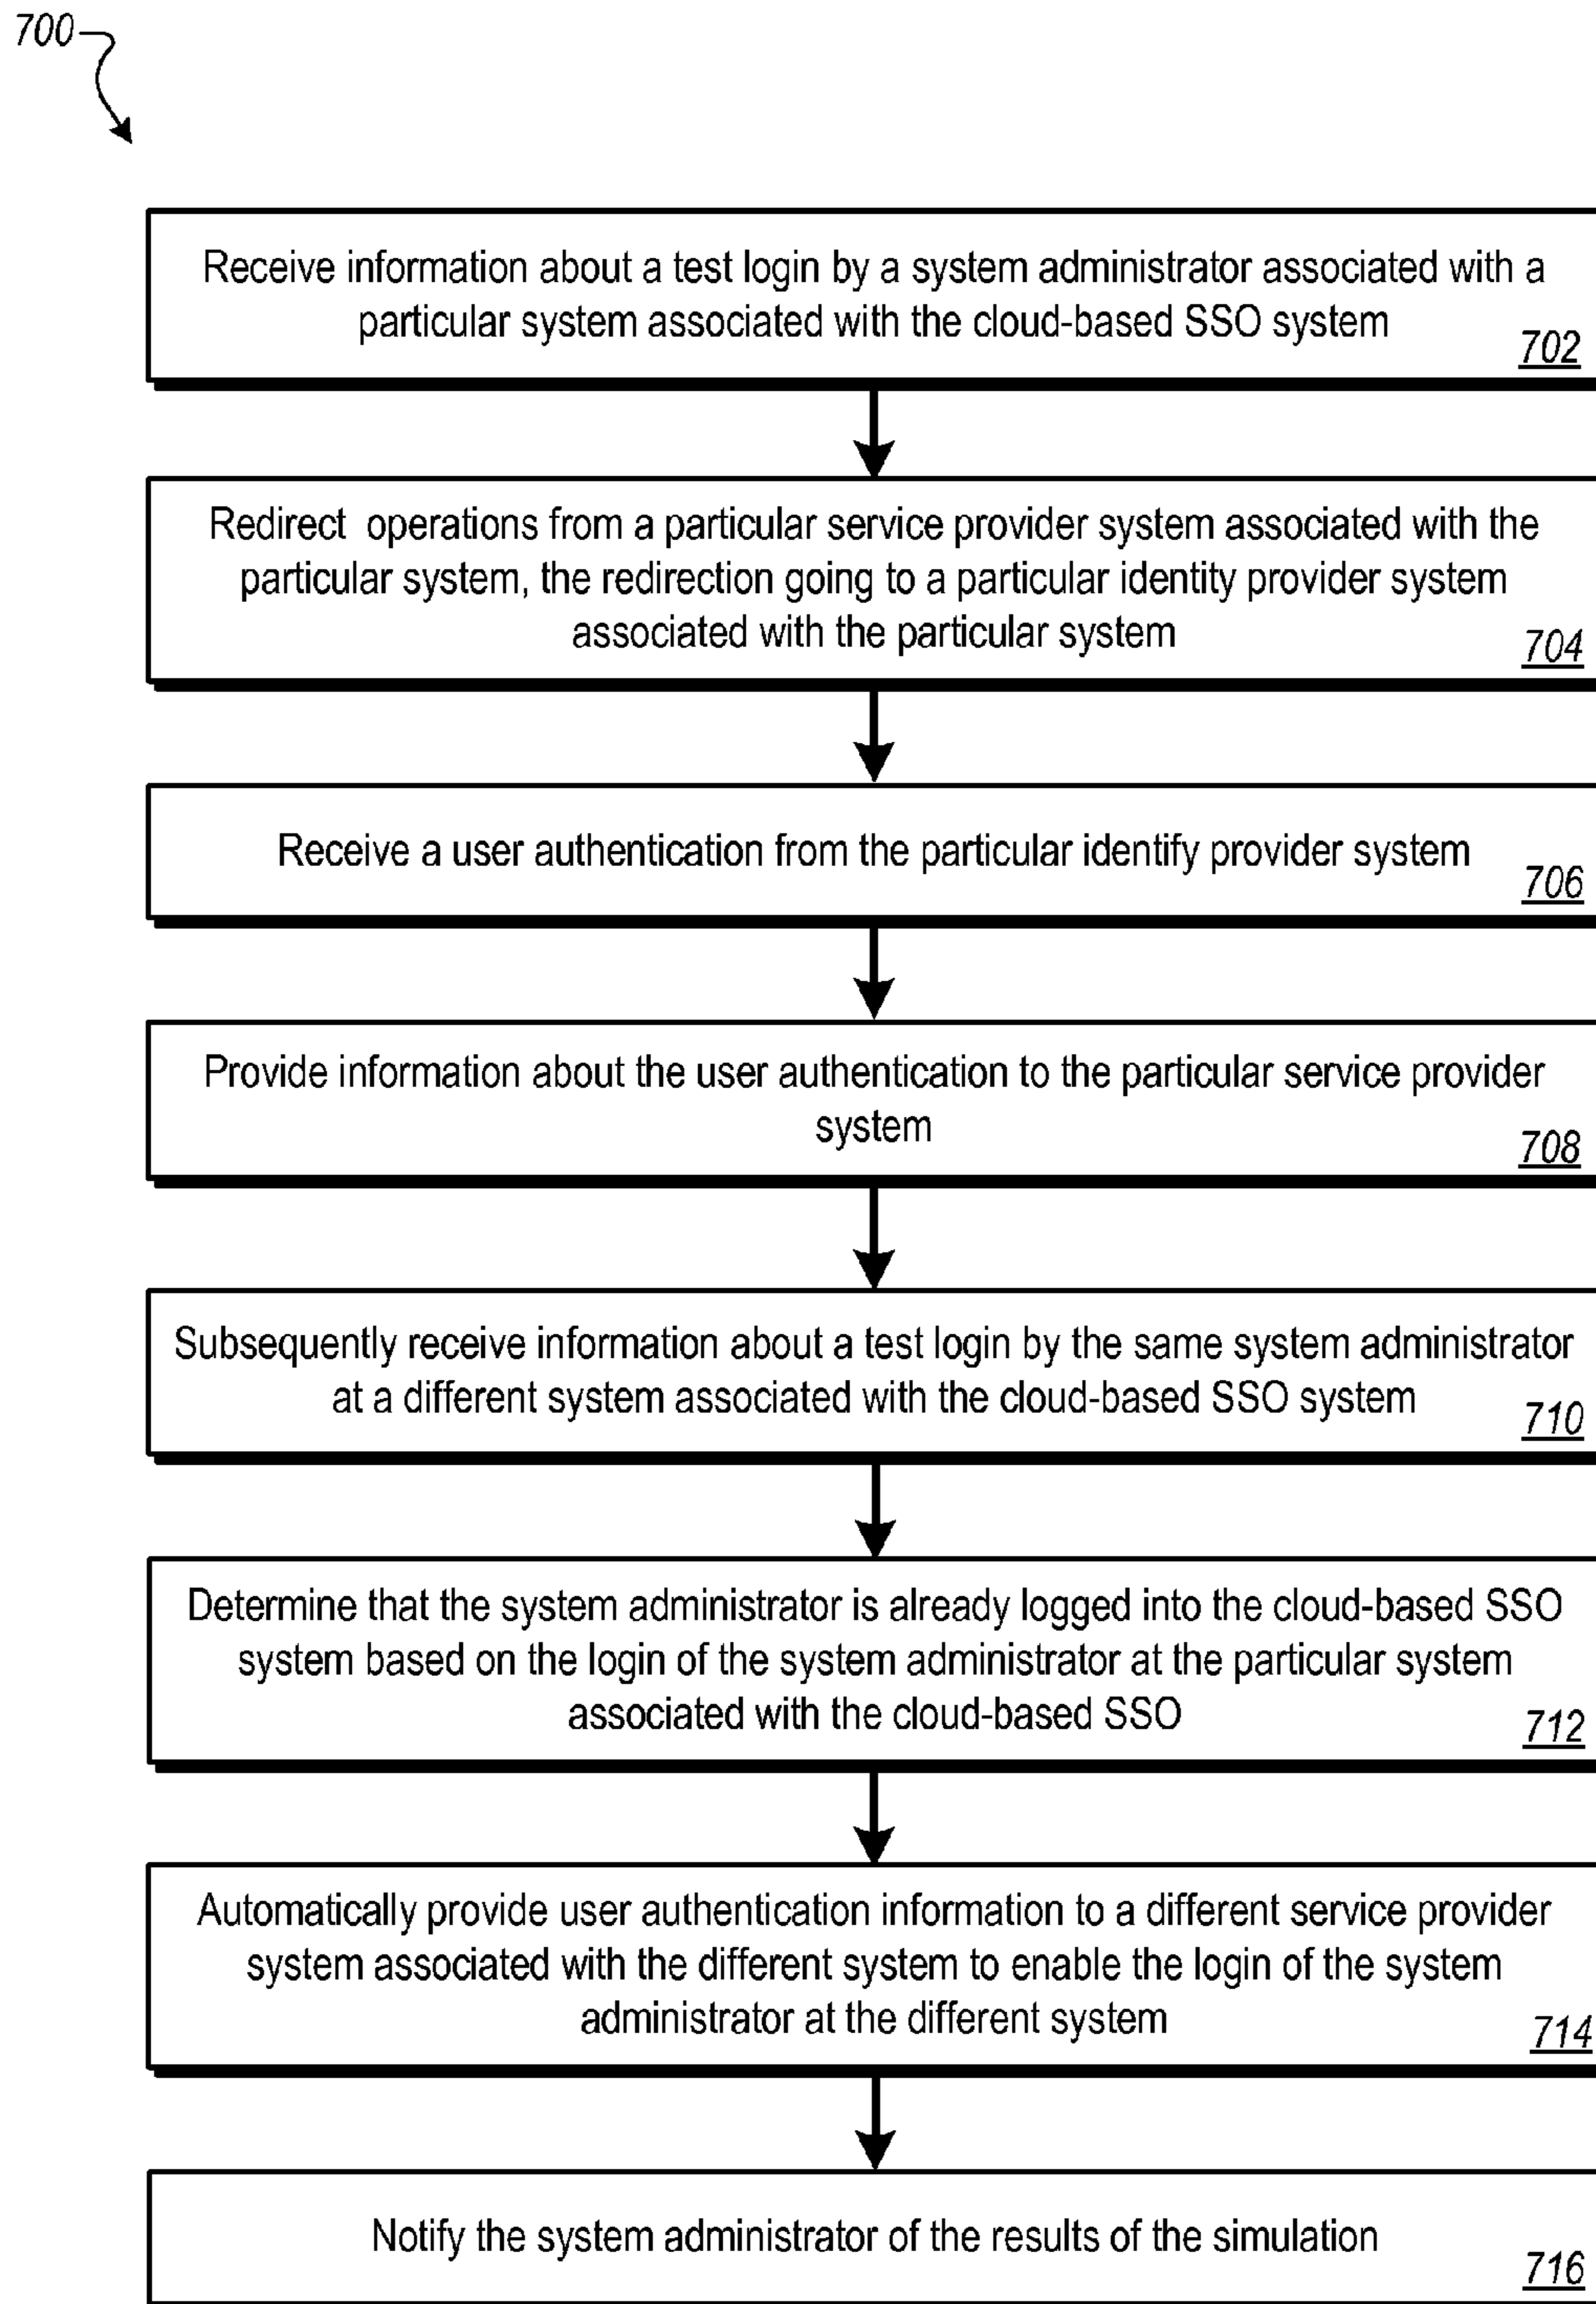 700
Receive information about a test login by a system administrator associated with a
particular system associated with the cloud-based SSO system
702
Redirect operations from a particular service provider system associated with the
particular system, the redirection going to a particular identity provider system
associated with the particular system
704
Receive a user authentication from the particular identify provider system
706
Provide information about the user authentication to the particular service provider
system
708
Subsequently receive information about a test login by the same system administrator
at a different system associated with the cloud-based SSO system
710
Determine that the system administrator is already logged into the cloud-based SSO
system based on the login of the system administrator at the particular system
associated with the cloud-based SSO
712
Automatically provide user authentication information to a different service provider
system associated with the different system to enable the login of the system
administrator at the different system
714
Notify the system administrator of the results of the simulation
716